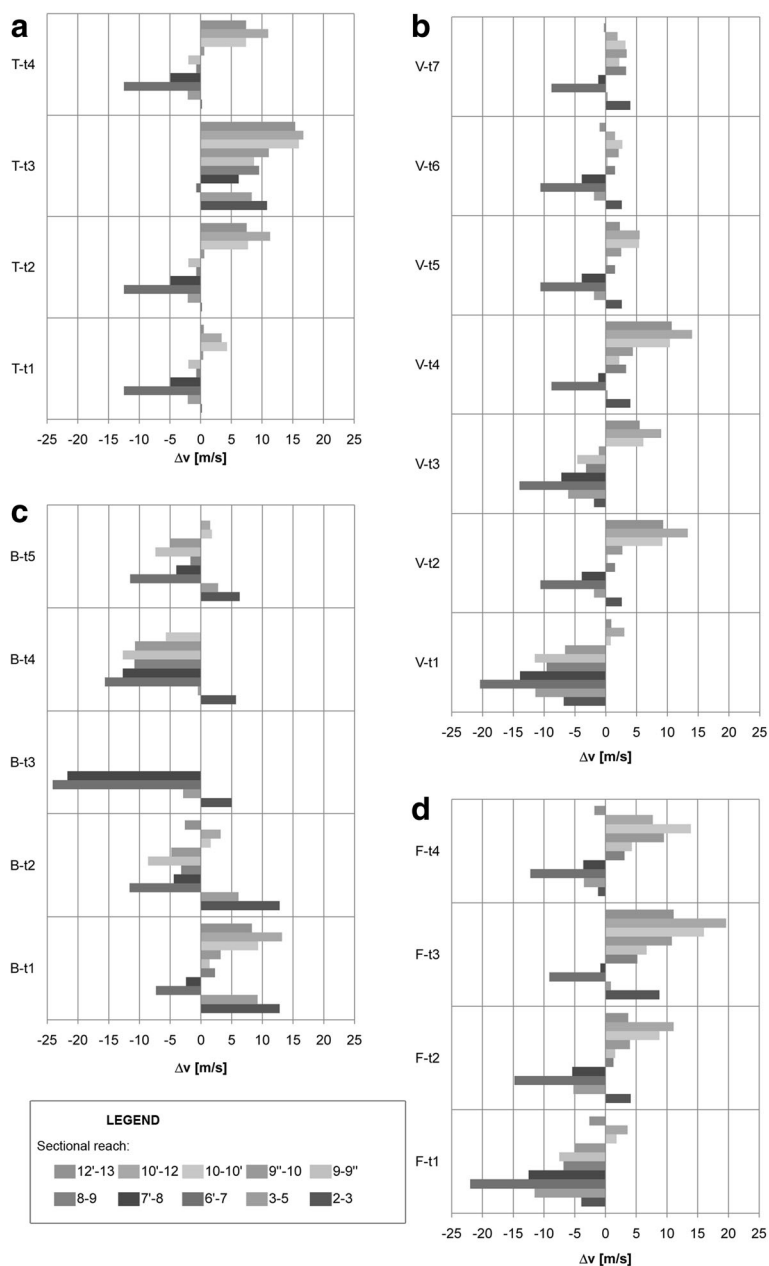 a
T-t4
T-t3
T-t2
T-t1
-25 -20 -15 -10 -5 0 5 10 15 20 25
Δv [m/s]
b
V-t7
V-t6
V-t5
V-t4
V-t3
V-t2
V-t1
-25 -20 -15 -10 -5 0 5 10 15 20 25
Δv [m/s]
c
B-t5
B-t4
B-t3
B-t2
B-t1
-25 -20 -15 -10 -5 0 5 10 15 20 25
Δv [m/s]
d
F-t4
F-t3
F-t2
F-t1
-25 -20 -15 -10 -5 0 5 10 15 20 25
Δv [m/s]
LEGEND
Sectional reach:
12'-13 10'-12 10-10' 9''-10 9-9''
8-9 7'-8 6'-7 3-5 2-3